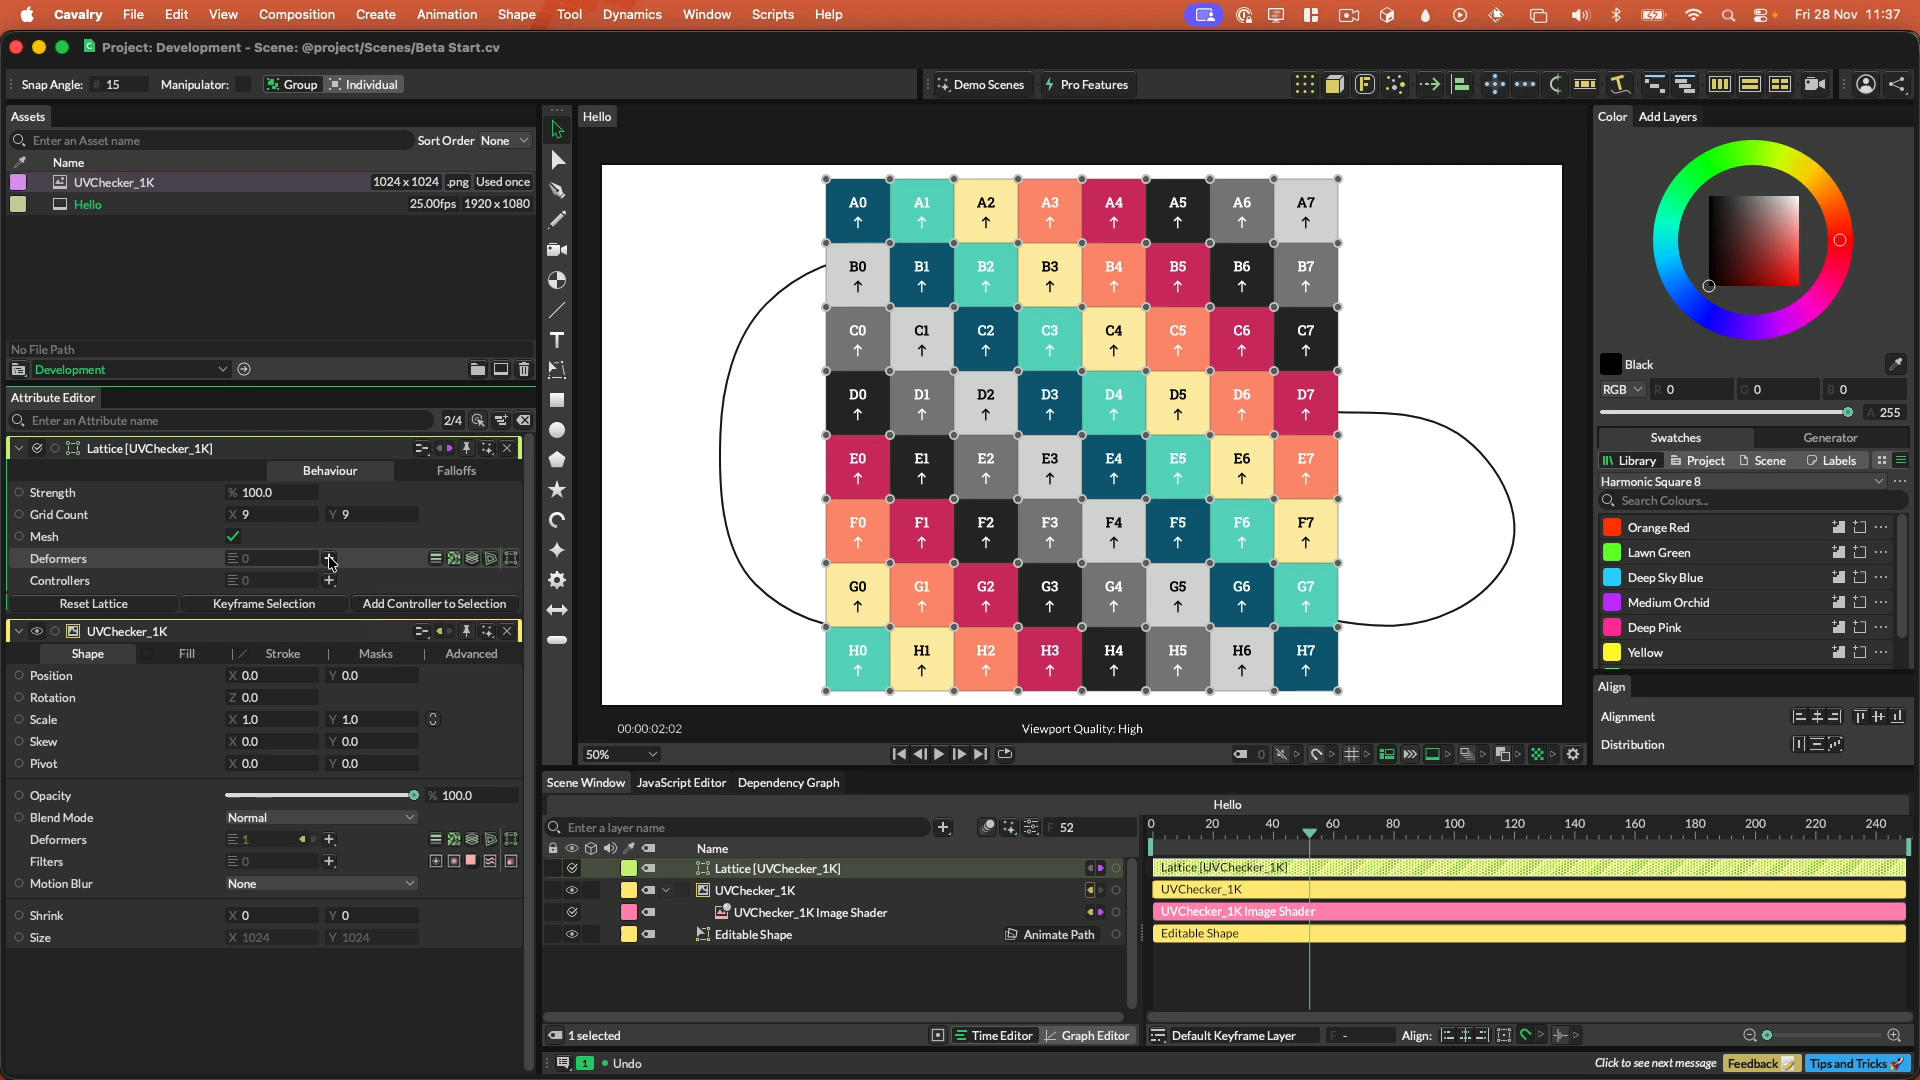 Cavalry File Edit View Composition Create Animation Shape Tool Dynamics Window Scripts Help
Fri 28 Nov 11:37
Project: Development - Scene: @project/Scenes/Beta Start.cv
Snap Angle: # 15 Manipulator: Group Individual
Demo Scenes Pro Features
Assets
Enter an Asset name Sort Order None
Name
UVChecker_1K 1024 x 1024 .png Used once
Hello 25.00fps 1920 x 1080
No File Path
Development
Attribute Editor
Enter an Attribute name 2/4
Lattice [UVChecker_1K]
Behaviour Falloffs
Strength % 100.0
Grid Count X 9 Y 9
Mesh
Deformers 0
Controllers 0
Reset Lattice Keyframe Selection Add Controller to Selection
UVChecker_1K
Shape Fill Stroke Masks Advanced
Position X 0.0 Y 0.0
Rotation Z 0.0
Scale X 1.0 Y 1.0
Skew X 0.0 Y 0.0
Pivot X 0.0 Y 0.0
Opacity % 100.0
Blend Mode Normal
Deformers 1
Filters 0
Motion Blur None
Shrink X 0 Y 0
Size X 1024 Y 1024
Hello
A0 A1 A2 A3 A4 A5 A6 A7
B0 B1 B2 B3 B4 B5 B6 B7
C0 C1 C2 C3 C4 C5 C6 C7
D0 D1 D2 D3 D4 D5 D6 D7
E0 E1 E2 E3 E4 E5 E6 E7
F0 F1 F2 F3 F4 F5 F6 F7
G0 G1 G2 G3 G4 G5 G6 G7
H0 H1 H2 H3 H4 H5 H6 H7
00:00:02;02 Viewport Quality: High
50% 0
Scene Window JavaScript Editor Dependency Graph
Hello
Enter a layer name F 52
0 20 40 60 80 100 120 140 160 180 200 220 240
Name
Lattice [UVChecker_1K] Lattice [UVChecker_1K]
UVChecker_1K UVChecker_1K
UVChecker_1K Image Shader UVChecker_1K Image Shader
Editable Shape Animate Path Editable Shape
1 selected Time Editor Graph Editor Default Keyframe Layer F - Align:
1 Undo Click to see next message Feedback Tips and Tricks
Color Add Layers
Black
RGB R 0 G 0 B 0
A 255
Swatches Generator
Library Project Scene Labels
Harmonic Square 8
Search Colours...
Orange Red
Lawn Green
Deep Sky Blue
Medium Orchid
Deep Pink
Yellow
Align
Alignment
Distribution